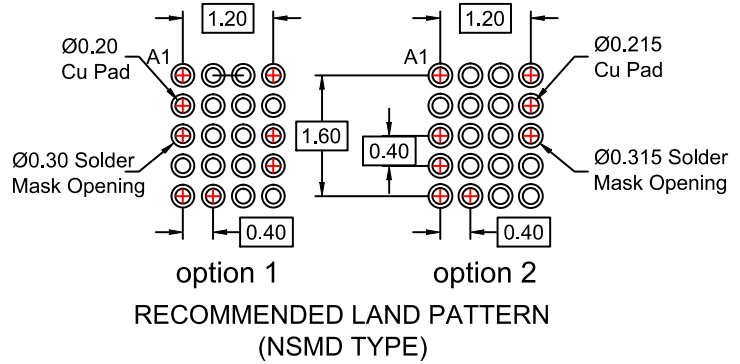 1.20
Ø0.20
Cu Pad
A1
Ø0.30 Solder
Mask Opening
0.40
option 1
1.60
1.20
A1
Ø0.215
Cu Pad
0.40
Ø0.315 Solder
Mask Opening
0.40
option 2
RECOMMENDED LAND PATTERN
(NSMD TYPE)